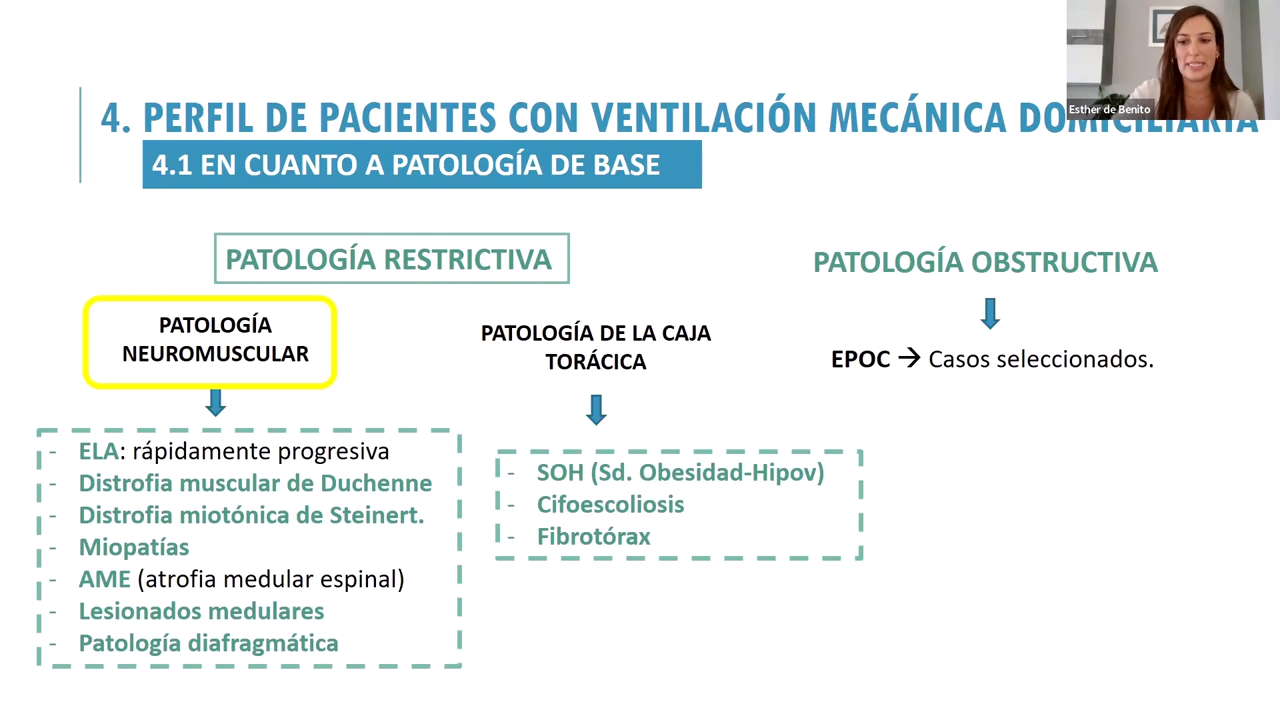 Esther de Benito
4. PERFIL DE PACIENTES CON VENTILACIÓN MECÁNICA DOMICILIARIA
4.1 EN CUANTO A PATOLOGÍA DE BASE
PATOLOGÍA RESTRICTIVA
PATOLOGÍA
NEUROMUSCULAR
- ELA: rápidamente progresiva
- Distrofia muscular de Duchenne
- Distrofia miotónica de Steinert.
- Miopatías
- AME (atrofia medular espinal)
- Lesionados medulares
- Patología diafragmática
PATOLOGÍA DE LA CAJA
TORÁCICA
- SOH (Sd. Obesidad-Hipov)
- Cifoescoliosis
- Fibrotórax
PATOLOGÍA OBSTRUCTIVA
EPOC → Casos seleccionados.